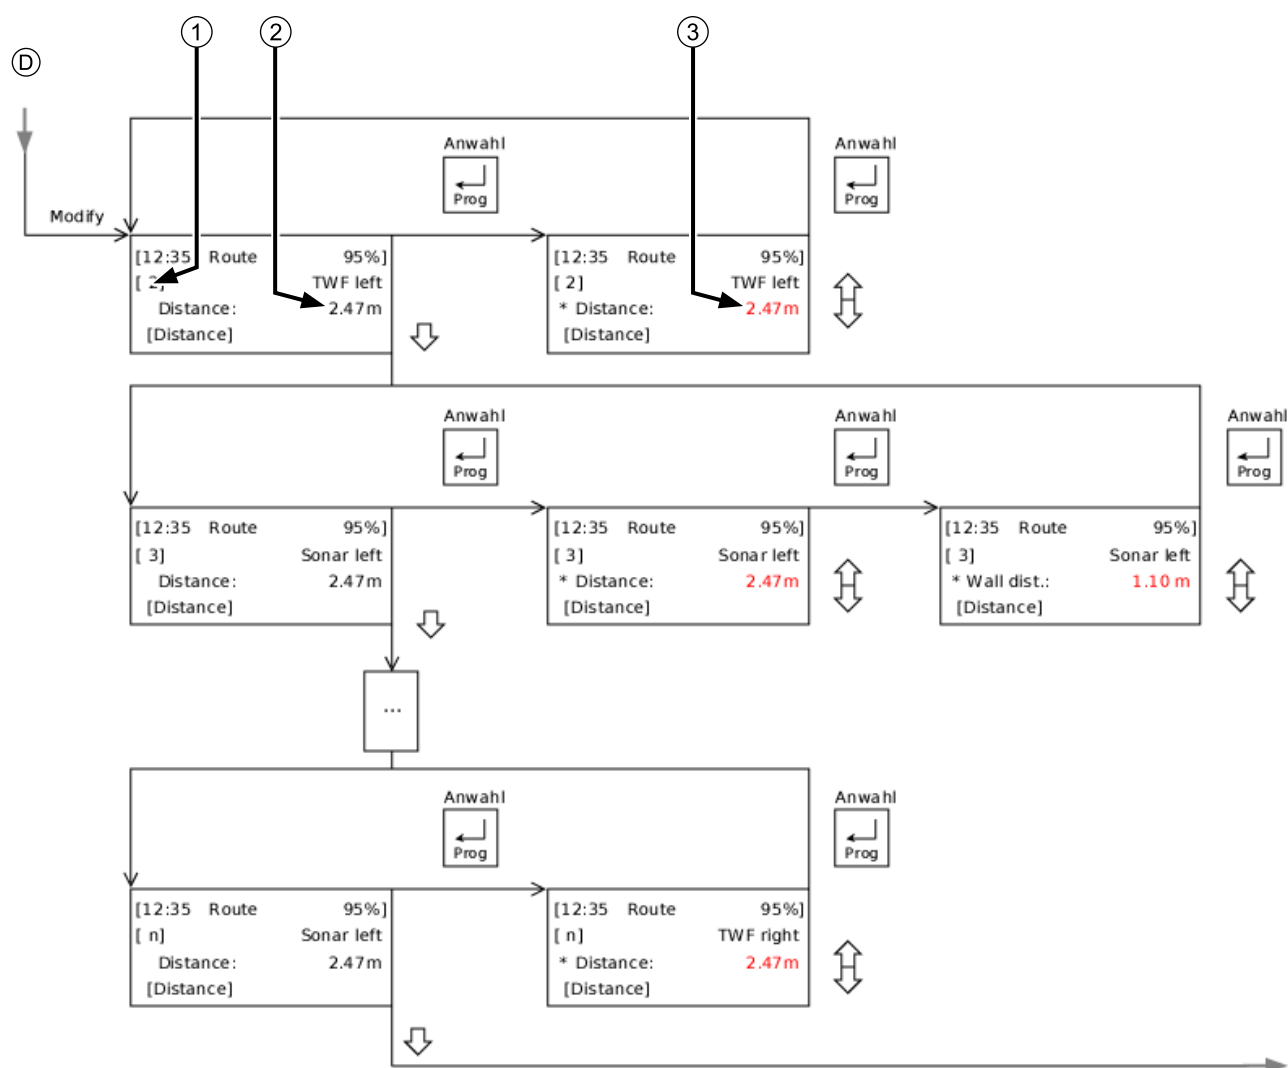 1 2 3
D
Anwahl Anwahl
Prog Prog
Modify
[12:35 Route 95%] [12:35 Route 95%]
[ 2] TWF left [ 2] TWF left
Distance: 2.47m * Distance: 2.47m
[Distance] [Distance]
Anwahl Anwahl Anwahl
Prog Prog Prog
[12:35 Route 95%] [12:35 Route 95%] [12:35 Route 95%]
[ 3] Sonar left [ 3] Sonar left [ 3] Sonar left
Distance: 2.47m * Distance: 2.47m * Wall dist.: 1.10 m
[Distance] [Distance] [Distance]
...
Anwahl Anwahl
Prog Prog
[12:35 Route 95%] [12:35 Route 95%]
[ n] Sonar left [ n] TWF right
Distance: 2.47m * Distance: 2.47m
[Distance] [Distance]